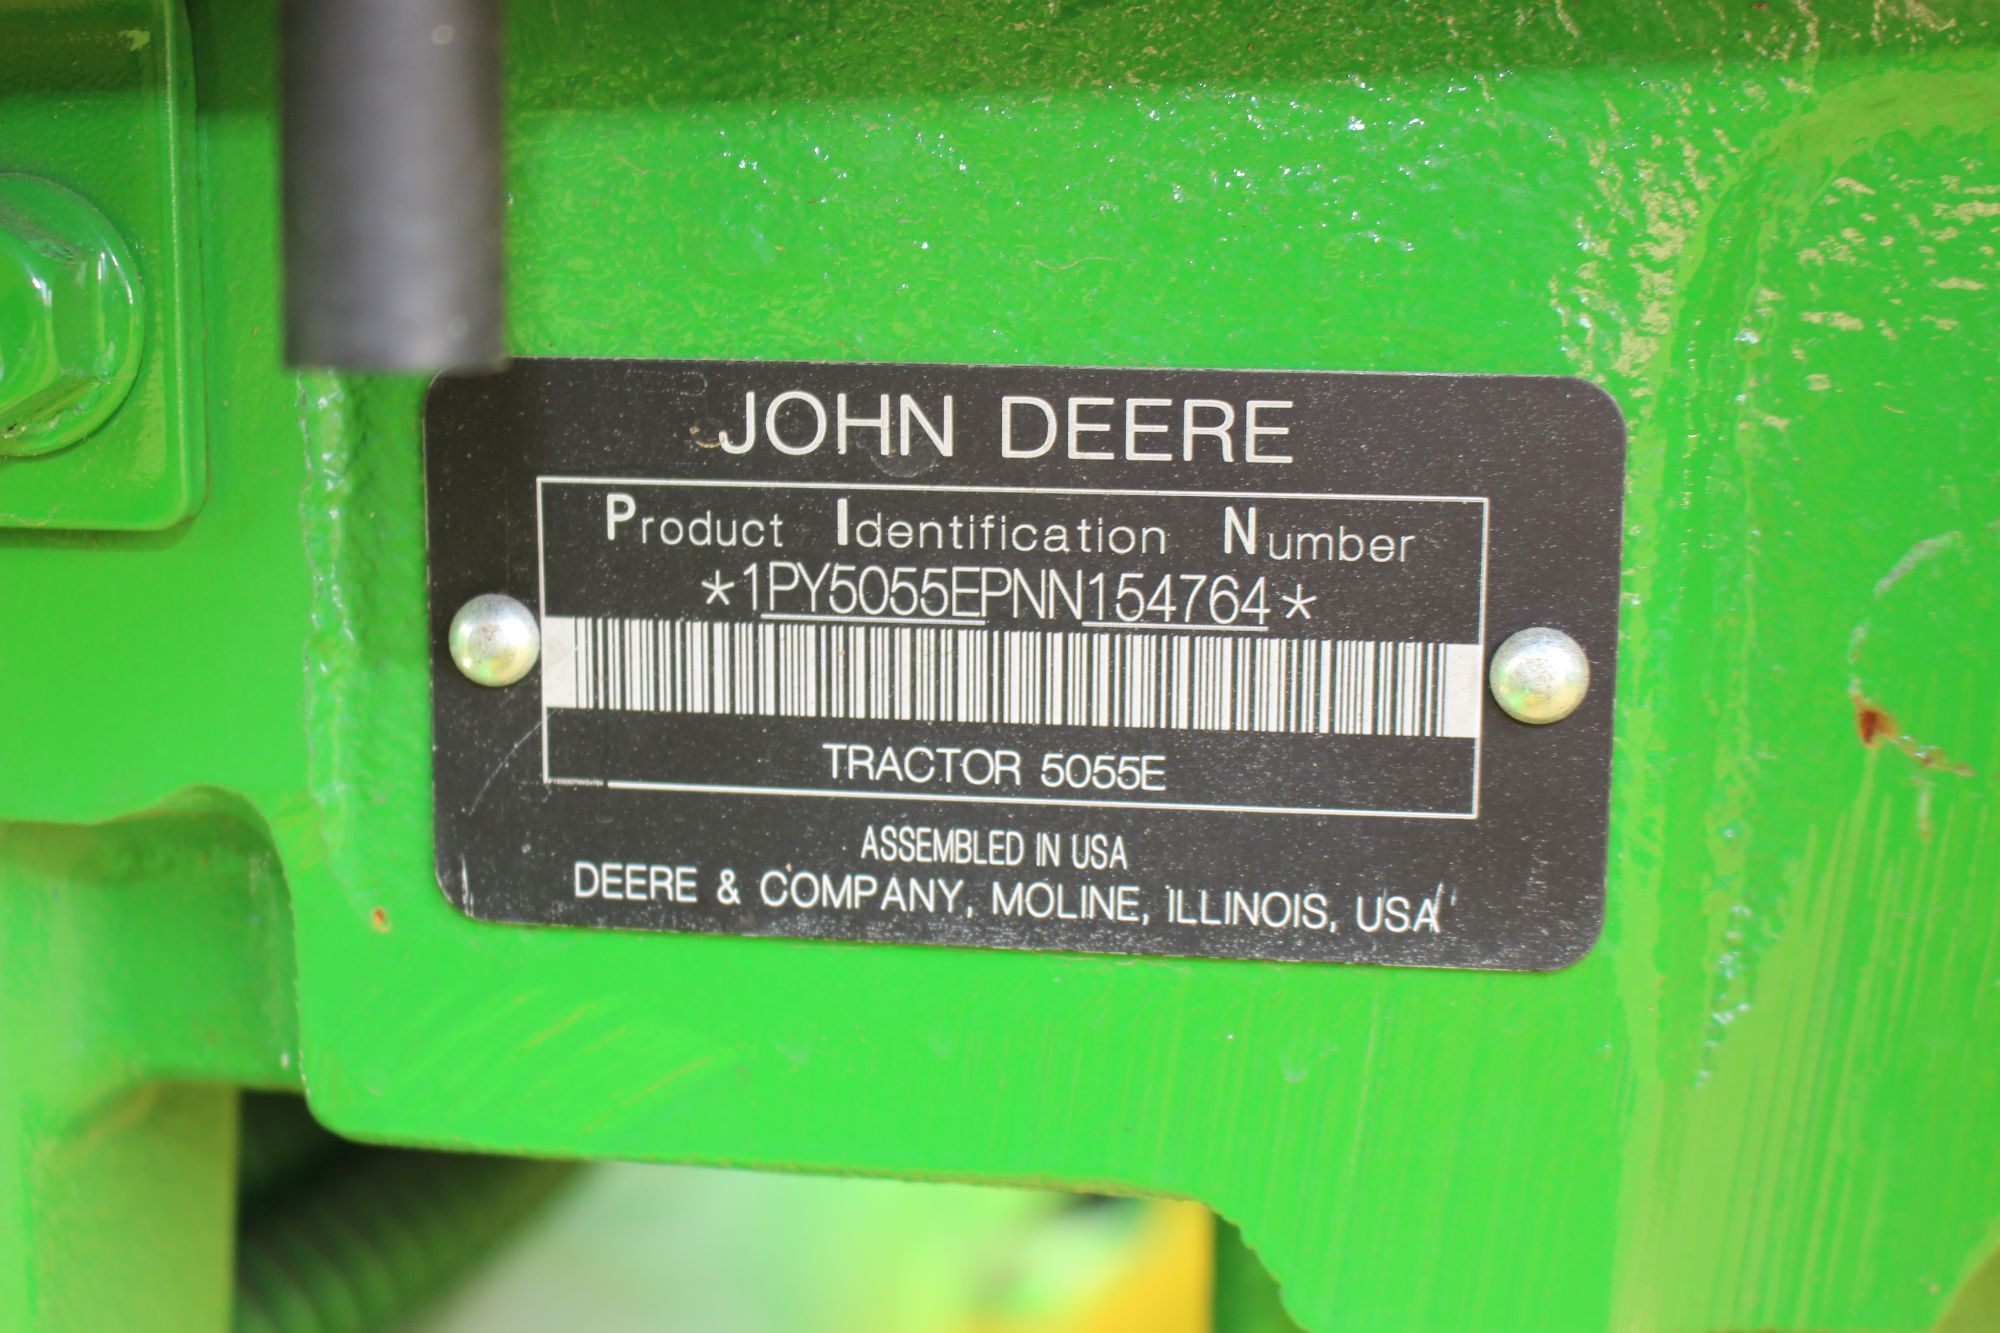 JOHN DEERE
Product Identification Number
*1PY5055EPNN154764*
TRACTOR 5055E
ASSEMBLED IN USA
DEERE & COMPANY, MOLINE, ILLINOIS, USA